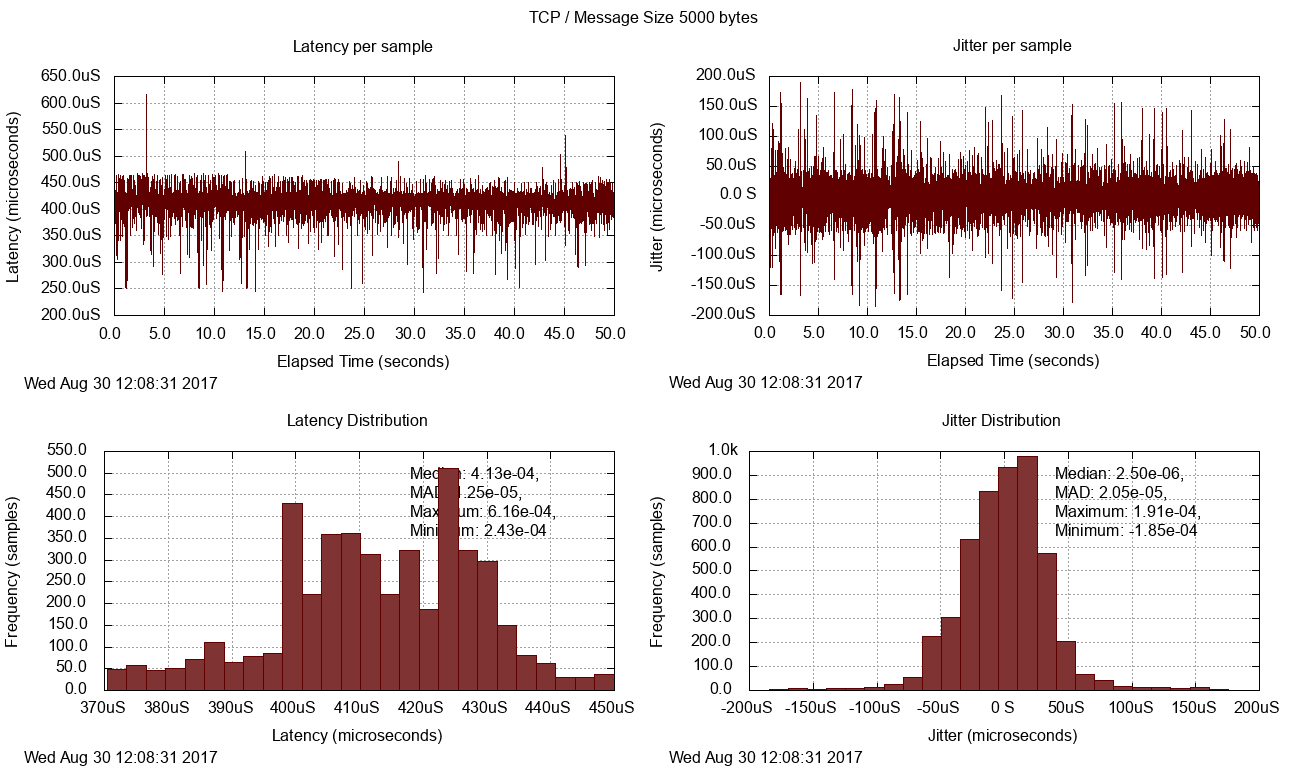 TCP / Message Size 5000 bytes
Latency per sample
650.0uS
600.0uS
550.0uS
500.0uS
450.0uS
400.0uS
350.0uS
300.0uS
250.0uS
200.0uS
Latency (microseconds)
0.0 5.0 10.0 15.0 20.0 25.0 30.0 35.0 40.0 45.0 50.0
Elapsed Time (seconds)
Wed Aug 30 12:08:31 2017
Jitter per sample
200.0uS
150.0uS
100.0uS
50.0uS
0.0 S
-50.0uS
-100.0uS
-150.0uS
-200.0uS
Jitter (microseconds)
0.0 5.0 10.0 15.0 20.0 25.0 30.0 35.0 40.0 45.0 50.0
Elapsed Time (seconds)
Wed Aug 30 12:08:31 2017
Latency Distribution
550.0
500.0
450.0
400.0
350.0
300.0
250.0
200.0
150.0
100.0
50.0
0.0
Frequency (samples)
Median: 4.13e-04,
MAD: 1.25e-05,
Maximum: 6.16e-04,
Minimum: 2.43e-04
370uS 380uS 390uS 400uS 410uS 420uS 430uS 440uS 450uS
Latency (microseconds)
Wed Aug 30 12:08:31 2017
Jitter Distribution
1.0k
900.0
800.0
700.0
600.0
500.0
400.0
300.0
200.0
100.0
0.0
Frequency (samples)
Median: 2.50e-06,
MAD: 2.05e-05,
Maximum: 1.91e-04,
Minimum: -1.85e-04
-200uS -150uS -100uS -50uS 0 S 50uS 100uS 150uS 200uS
Jitter (microseconds)
Wed Aug 30 12:08:31 2017